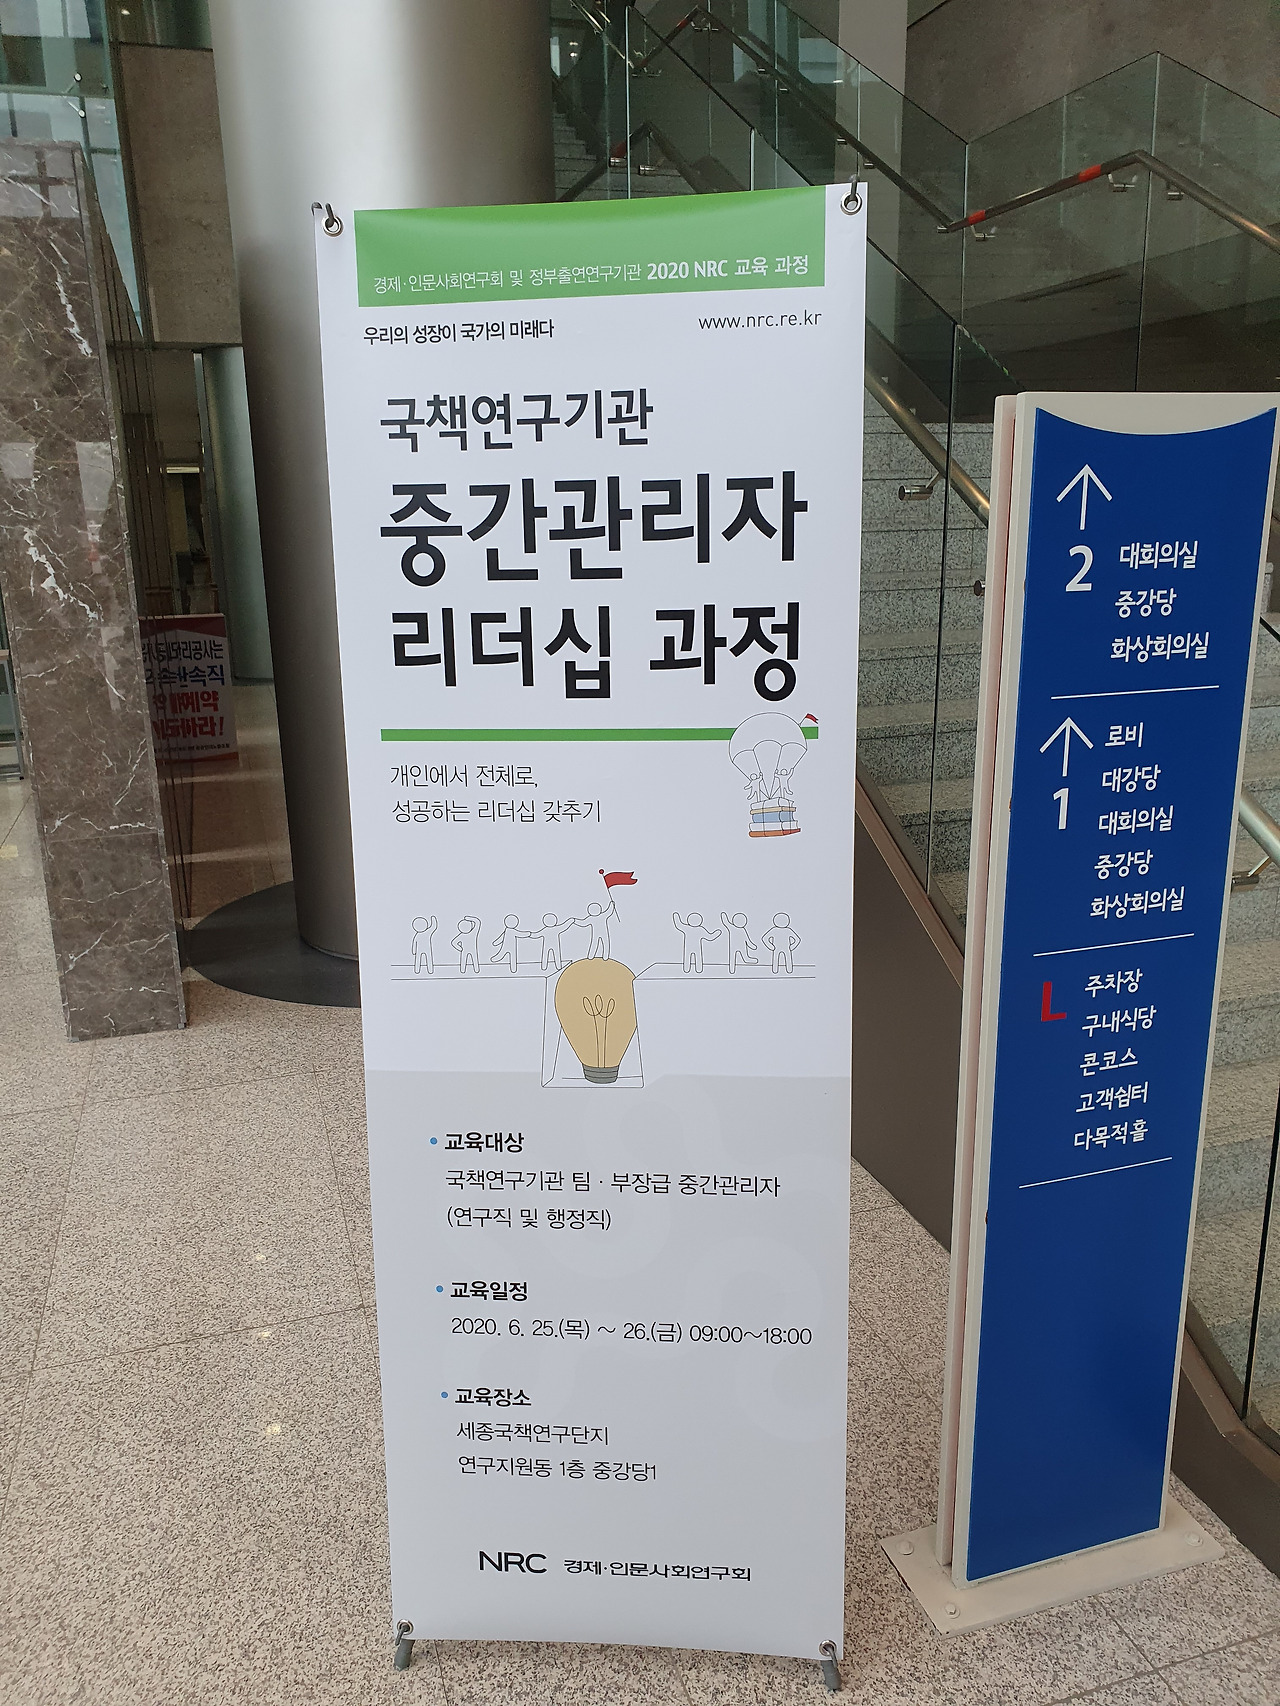 경제·인문사회연구회 및 정부출연연구기관 2020 NRC 교육 과정
우리의 성장이 국가의 미래다
www.nrc.re.kr
국책연구기관
중간관리자
리더십 과정
개인에서 전체로,
성공하는 리더십 갖추기
• 교육대상
국책연구기관 팀·부장급 중간관리자
(연구직 및 행정직)
• 교육일정
2020. 6. 25.(목) ~ 26.(금) 09:00~18:00
• 교육장소
세종국책연구단지
연구지원동 1층 중강당1
NRC 경제·인문사회연구회
2
대회의실
중강당
화상회의실
1
로비
대강당
대회의실
중강당
화상회의실
L
주차장
구내식당
콘코스
고객쉼터
다목적홀